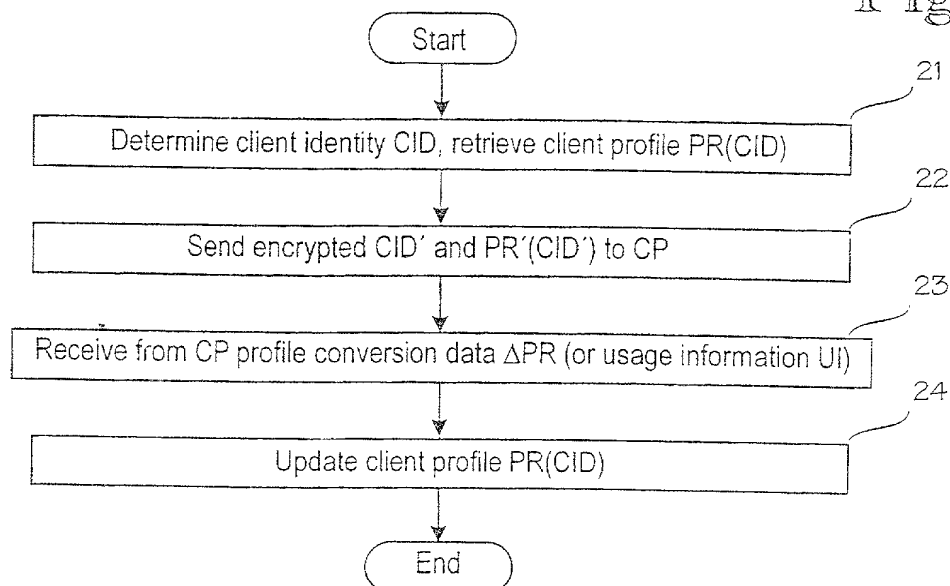 Fig
Start
21
Determine client identity CID, retrieve client profile PR(CID)
22
Send encrypted CID´ and PR´(CID´) to CP
23
Receive from CP profile conversion data ΔPR (or usage information UI)
24
Update client profile PR(CID)
End